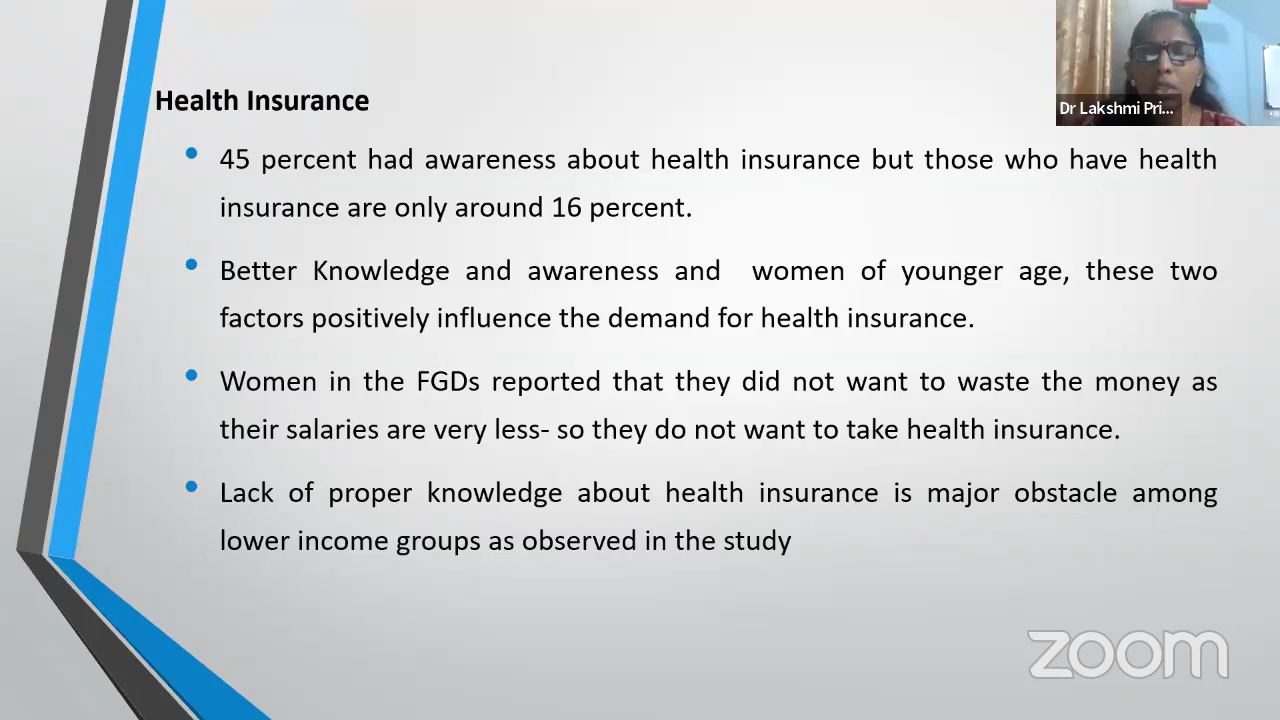 Health Insurance
45 percent had awareness about health insurance but those who have health
insurance are only around 16 percent.
Better Knowledge and awareness and women of younger age, these two
factors positively influence the demand for health insurance.
Women in the FGDs reported that they did not want to waste the money as
their salaries are very less- so they do not want to take health insurance.
Lack of proper knowledge about health insurance is major obstacle among
lower income groups as observed in the study
Dr Lakshmi Pri...
zoom